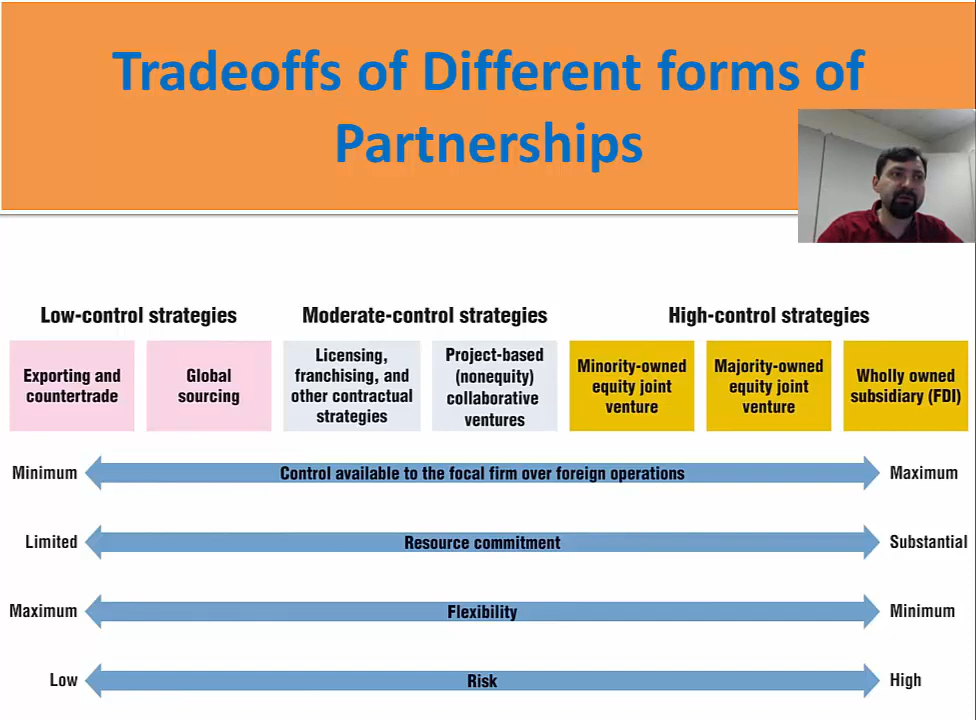 Tradeoffs of Different forms of
Partnerships
Low-control strategies
Moderate-control strategies
High-control strategies
Exporting and
countertrade
Global
sourcing
Licensing,
franchising, and
other contractual
strategies
Project-based
(nonequity)
collaborative
ventures
Minority-owned
equity joint
venture
Majority-owned
equity joint
venture
Wholly owned
subsidiary (FDI)
Minimum Control available to the focal firm over foreign operations Maximum
Limited Resource commitment Substantial
Maximum Flexibility Minimum
Low Risk High